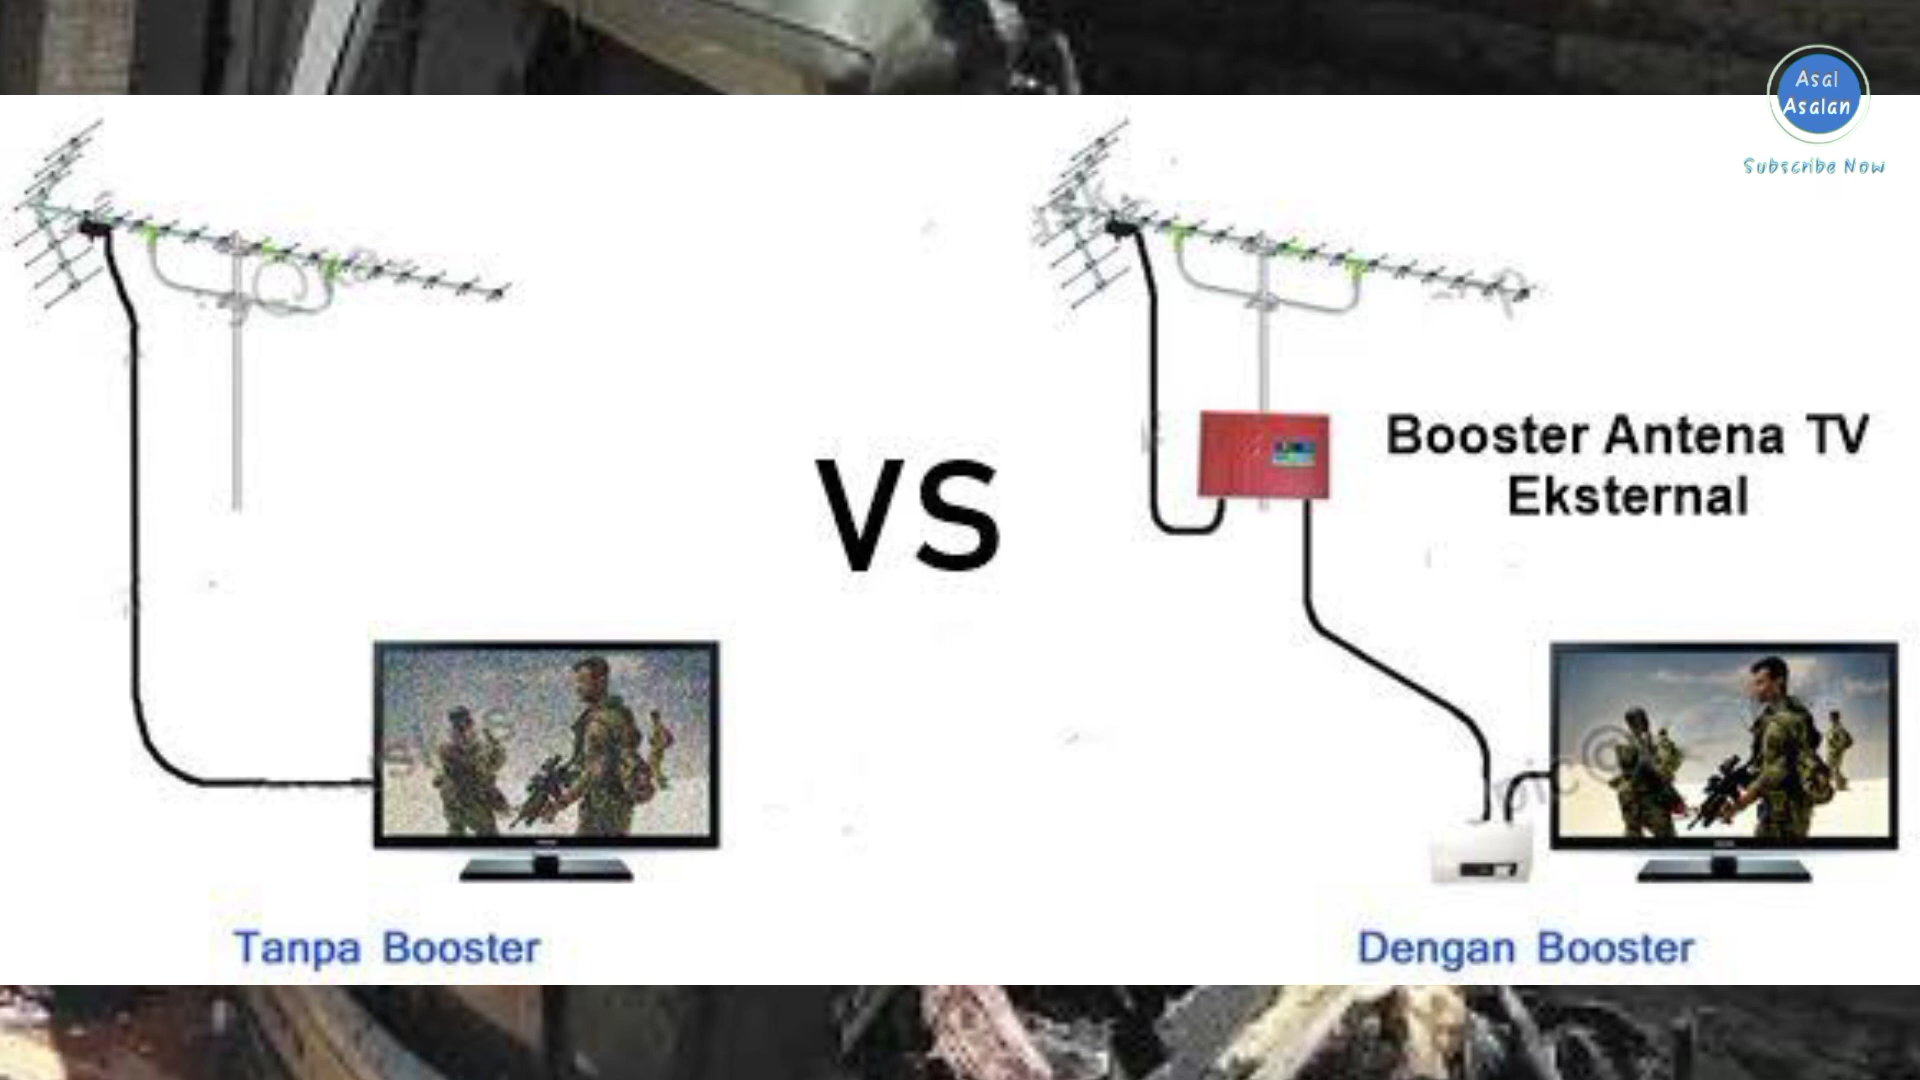 Asal
Asalan
Subscribe Now
VS
Booster Antena TV
Eksternal
Tanpa Booster
Dengan Booster